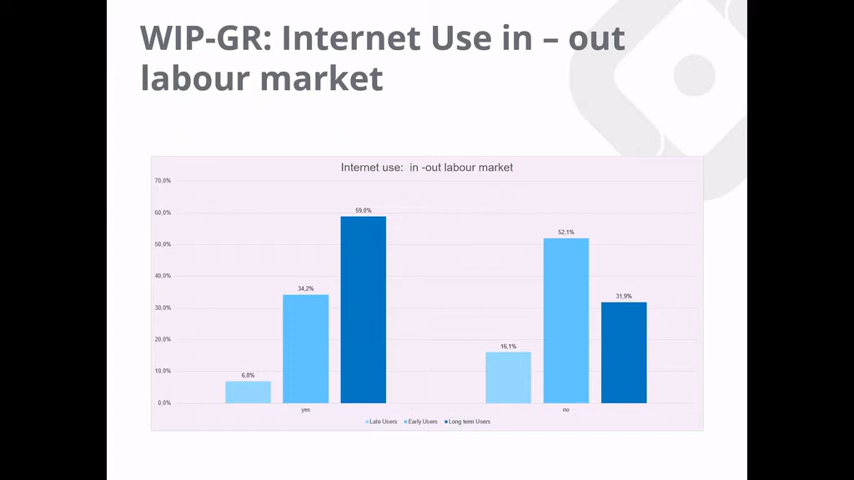 WIP-GR: Internet Use in – out
labour market
Internet use: in -out labour market
70,0%
60,0%
50,0%
40,0%
30,0%
20,0%
10,0%
0,0%
6,8%
34,2%
59,0%
16,1%
52,1%
31,9%
yes
no
Late Users Early Users Long term Users